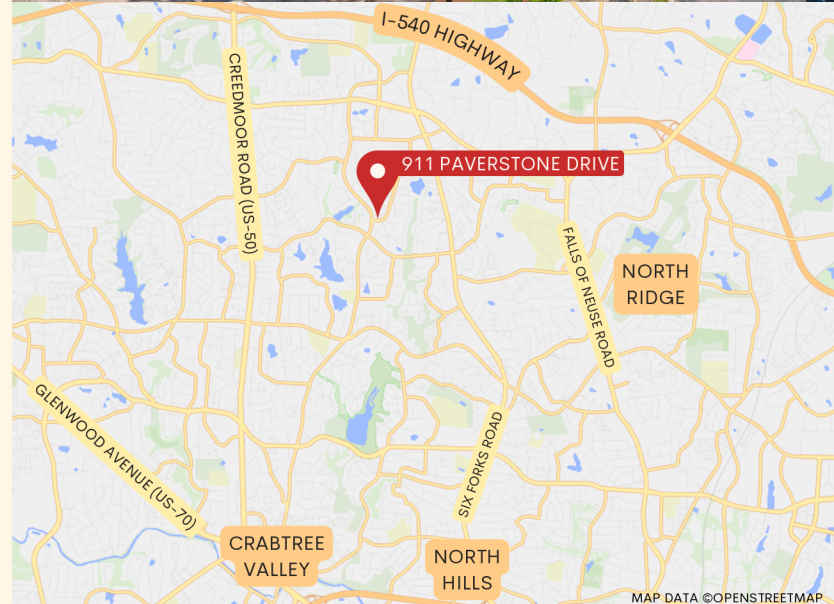 I-540 HIGHWAY
CREEDMOOR ROAD (US-50)
911 PAVERSTONE DRIVE
FALLS OF NEUSE ROAD
NORTH
RIDGE
GLENWOOD AVENUE (US-70)
SIX FORKS ROAD
CRABTREE
VALLEY
NORTH
HILLS
MAP DATA ©OPENSTREETMAP